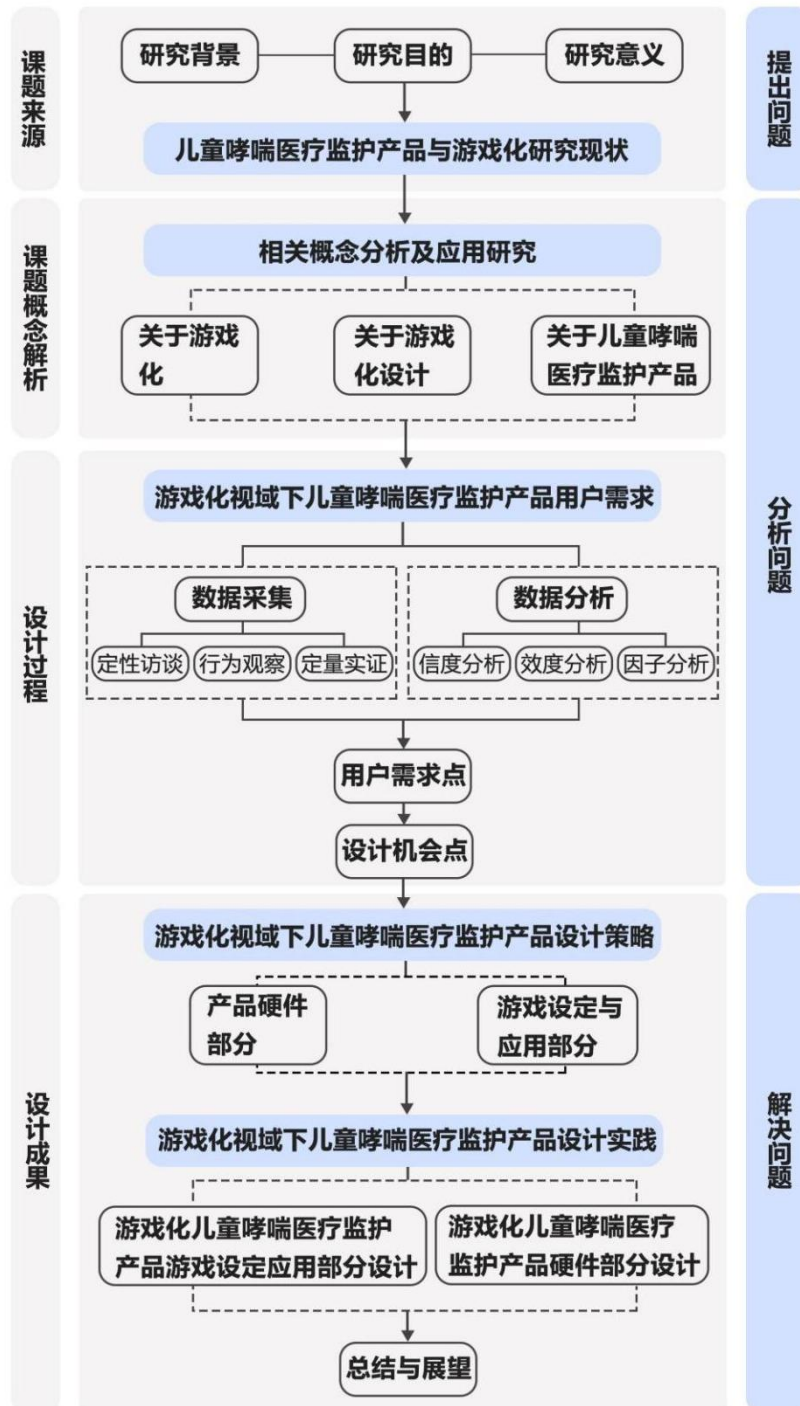 课题来源
研究背景
研究目的
研究意义
提出问题
儿童哮喘医疗监护产品与游戏化研究现状
课题概念解析
相关概念分析及应用研究
关于游戏
化
关于游戏
化设计
关于儿童哮喘
医疗监护产品
分析问题
设计过程
游戏化视域下儿童哮喘医疗监护产品用户需求
数据采集
定性访谈
行为观察
定量实证
数据分析
信度分析
效度分析
因子分析
用户需求点
设计机会点
设计成果
游戏化视域下儿童哮喘医疗监护产品设计策略
产品硬件
部分
游戏设定与
应用部分
解决问题
游戏化视域下儿童哮喘医疗监护产品设计实践
游戏化儿童哮喘医疗监护
产品游戏设定应用部分设计
游戏化儿童哮喘医疗
监护产品硬件部分设计
总结与展望